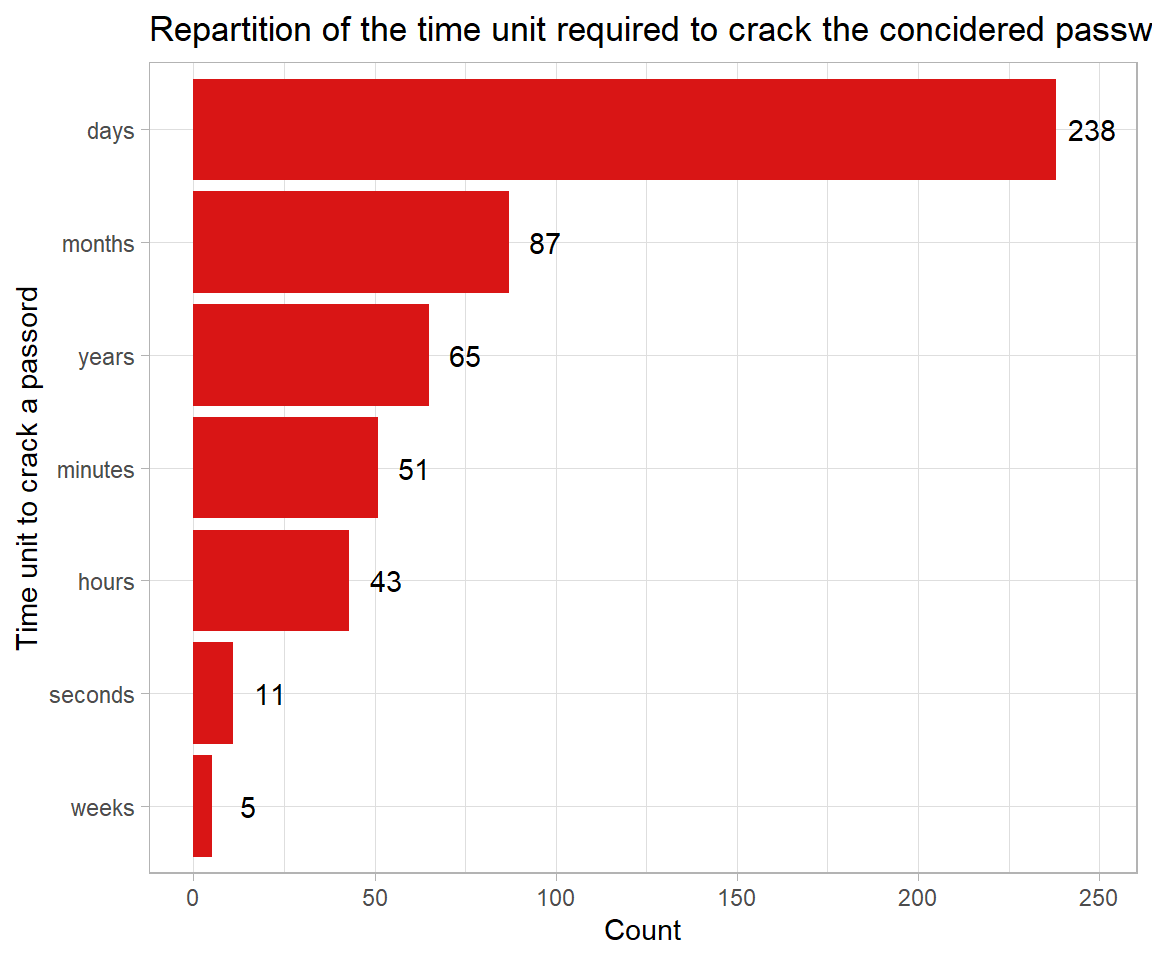 Repartition of the time unit required to crack the concidered passw
days
238
months
87
years
65
minutes
51
hours
43
seconds
11
weeks
5
Time unit to crack a passord
0 50 100 150 200 250
Count